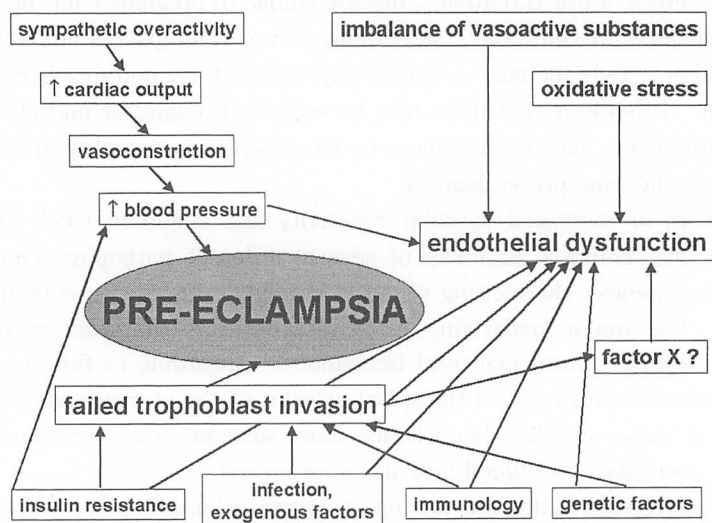 sympathetic overactivity
imbalance of vasoactive substances
↑ cardiac output
oxidative stress
vasoconstriction
↑ blood pressure
endothelial dysfunction
PRE-ECLAMPSIA
factor X ?
failed trophoblast invasion
insulin resistance
infection,
exogenous factors
immunology
genetic factors